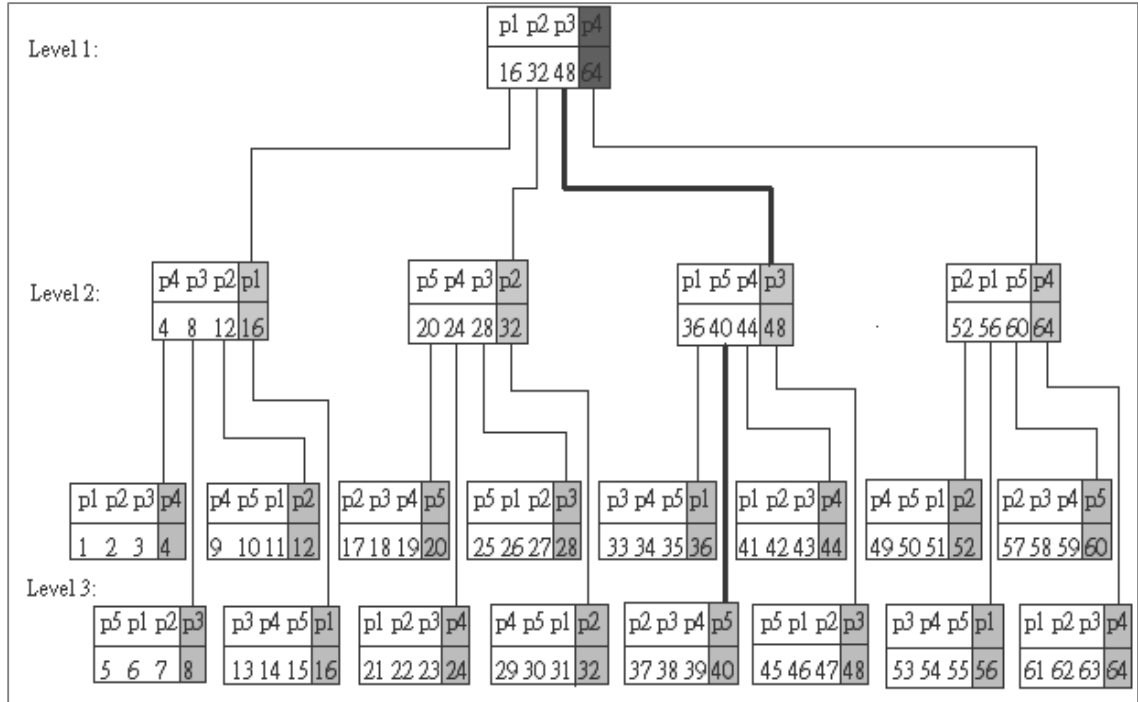 Level 1:
p1 p2 p3 p4
16 32 48 64
Level 2:
p4 p3 p2 p1
4 8 12 16
p5 p4 p3 p2
20 24 28 32
p1 p5 p4 p3
36 40 44 48
p2 p1 p5 p4
52 56 60 64
Level 3:
p1 p2 p3 p4
1 2 3 4
p4 p5 p1 p2
9 10 11 12
p2 p3 p4 p5
17 18 19 20
p5 p1 p2 p3
25 26 27 28
p3 p4 p5 p1
33 34 35 36
p1 p2 p3 p4
41 42 43 44
p4 p5 p1 p2
49 50 51 52
p2 p3 p4 p5
57 58 59 60
p5 p1 p2 p3
5 6 7 8
p3 p4 p5 p1
13 14 15 16
p1 p2 p3 p4
21 22 23 24
p4 p5 p1 p2
29 30 31 32
p2 p3 p4 p5
37 38 39 40
p5 p1 p2 p3
45 46 47 48
p3 p4 p5 p1
53 54 55 56
p1 p2 p3 p4
61 62 63 64